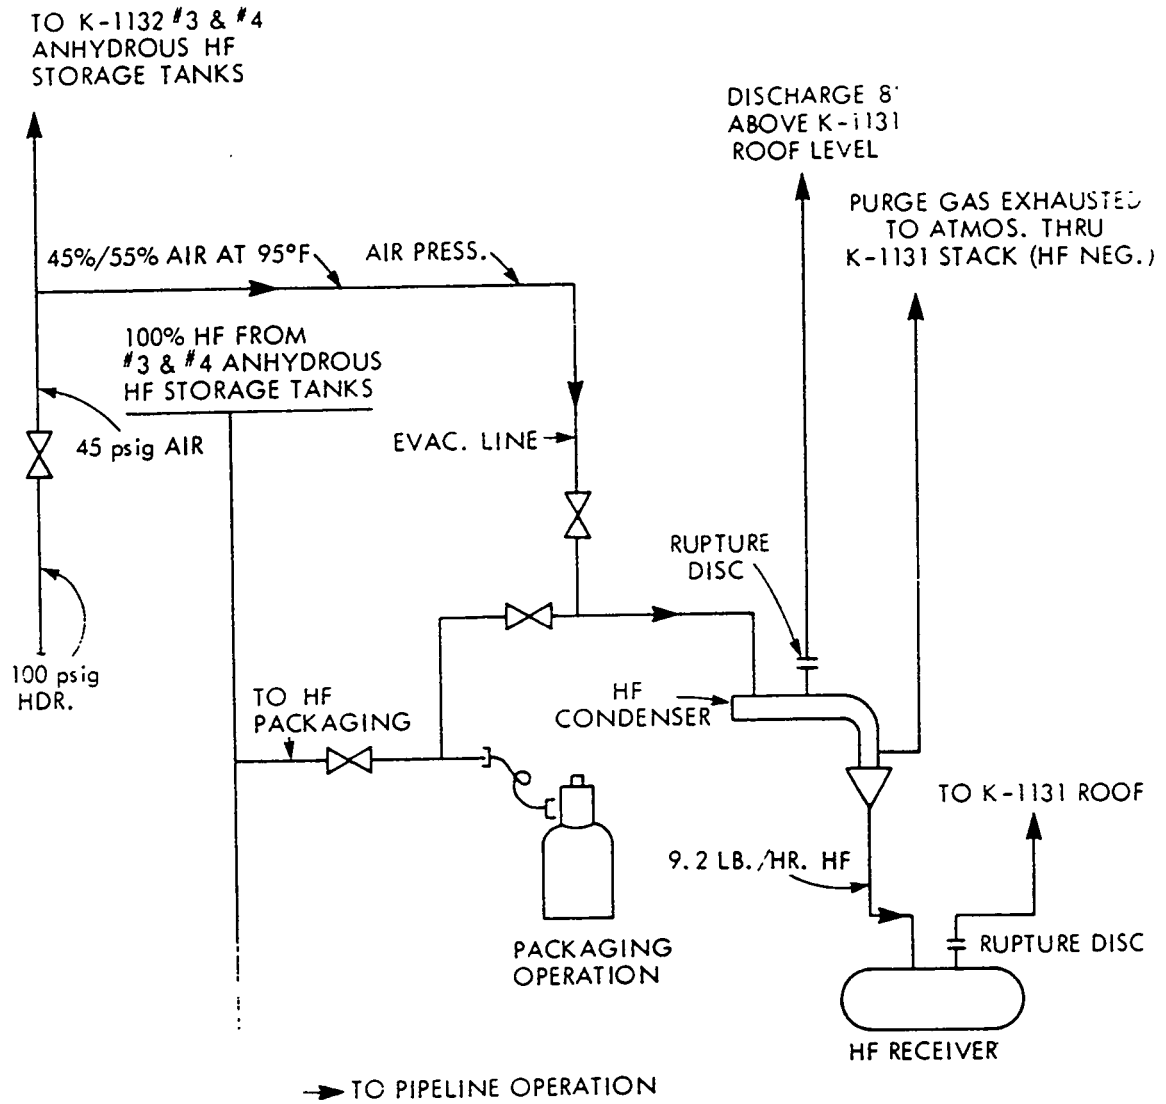 TO K-1132 #3 & #4
ANHYDROUS HF
STORAGE TANKS
DISCHARGE 8'
ABOVE K-1131
ROOF LEVEL
PURGE GAS EXHAUSTED
TO ATMOS. THRU
K-1131 STACK (HF NEG.)
45%/55% AIR AT 95°F
AIR PRESS.
100% HF FROM
#3 & #4 ANHYDROUS
HF STORAGE TANKS
45 psig AIR
EVAC. LINE
RUPTURE
DISC
100 psig
HDR.
TO HF
PACKAGING
HF
CONDENSER
TO K-1131 ROOF
9.2 LB./HR. HF
PACKAGING
OPERATION
RUPTURE DISC
HF RECEIVER
TO PIPELINE OPERATION